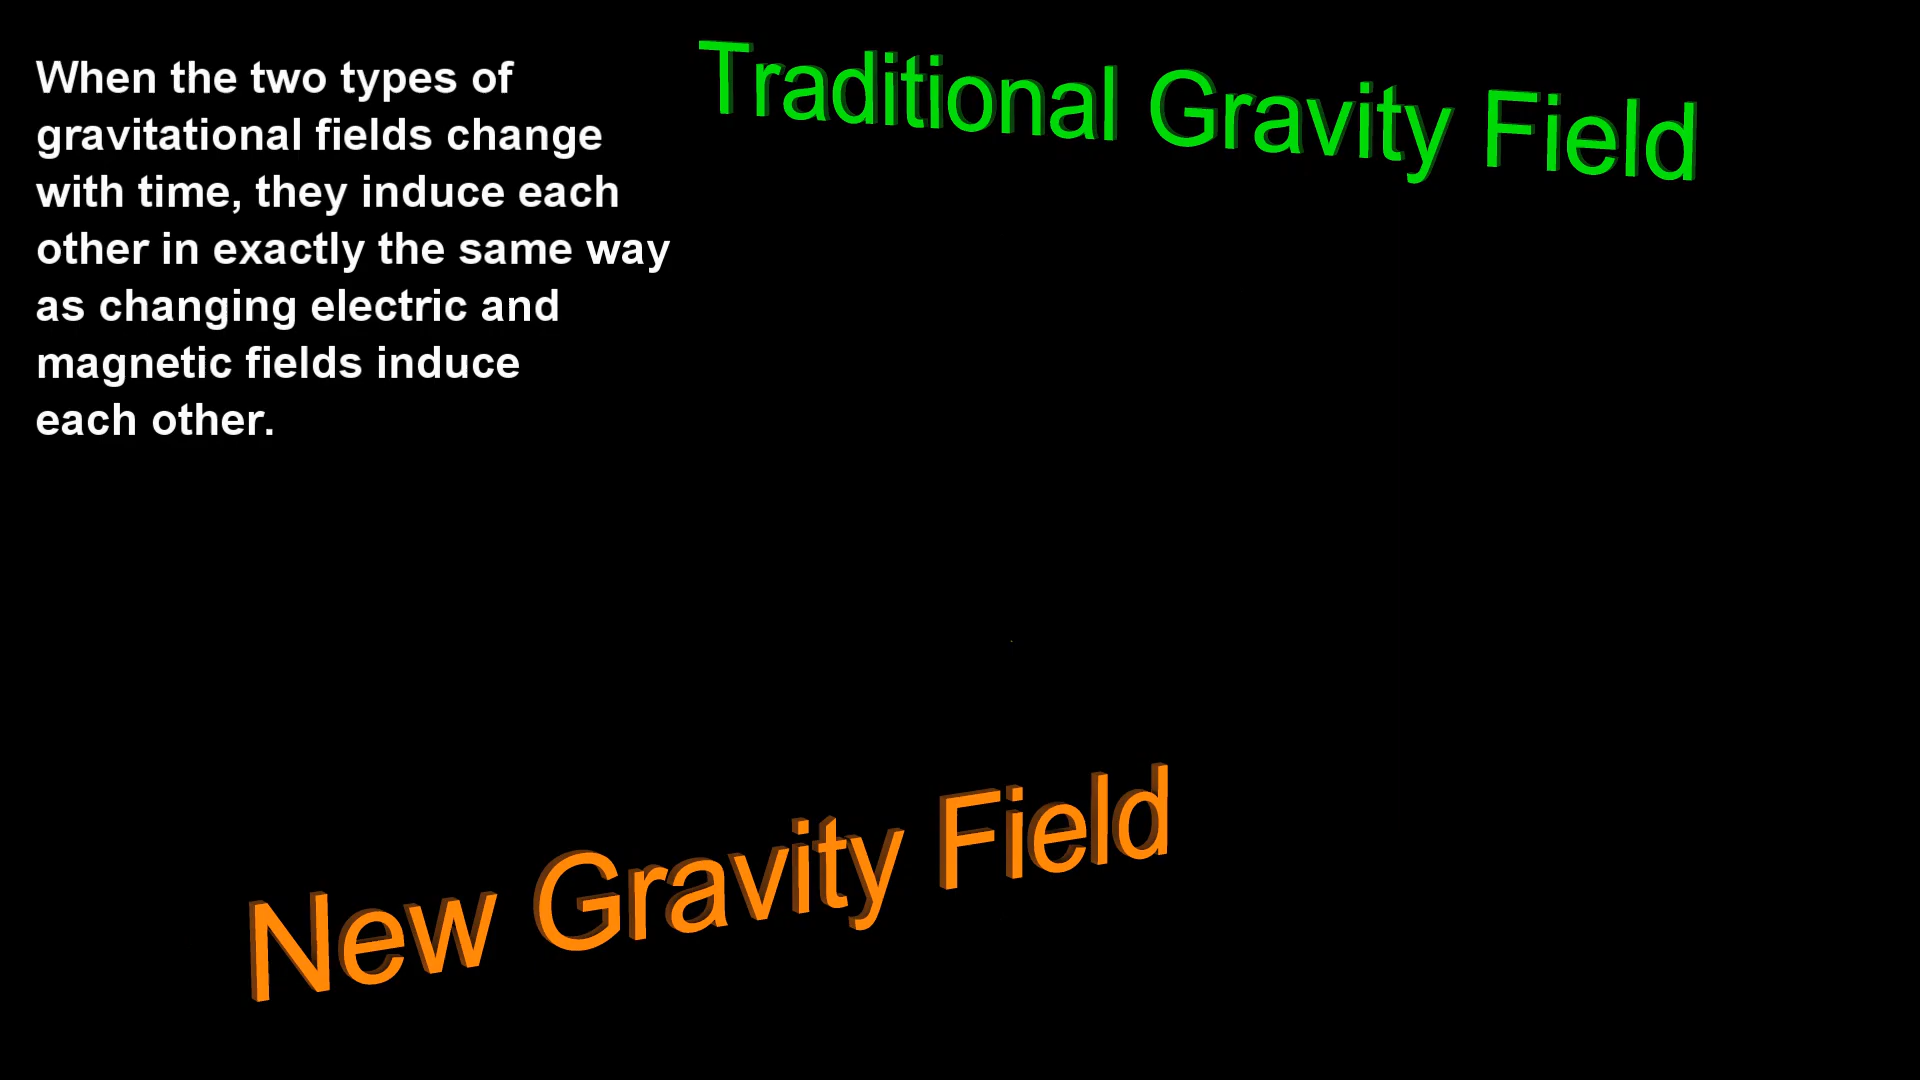 When the two types of
gravitational fields change
with time, they induce each
other in exactly the same way
as changing electric and
magnetic fields induce
each other.
Traditional Gravity Field
New Gravity Field